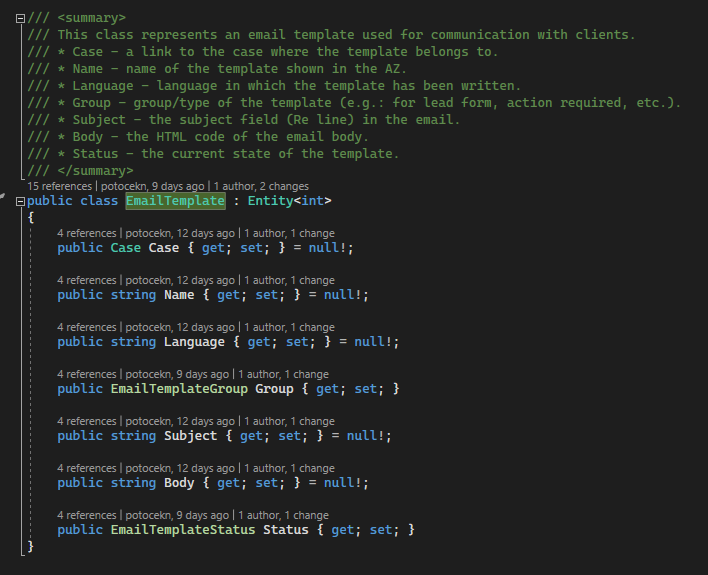 /// <summary>
/// This class represents an email template used for communication with clients.
/// * Case – a link to the case where the template belongs to.
/// * Name – name of the template shown in the AZ.
/// * Language – language in which the template has been written.
/// * Group – group/type of the template (e.g.: for lead form, action required, etc.).
/// * Subject – the subject field (Re line) in the email.
/// * Body – the HTML code of the email body.
/// * Status – the current state of the template.
/// </summary>
15 references | potocekn, 9 days ago | 1 author, 2 changes
public class EmailTemplate : Entity<int>
{
4 references | potocekn, 12 days ago | 1 author, 1 change
public Case Case { get; set; } = null!;
4 references | potocekn, 12 days ago | 1 author, 1 change
public string Name { get; set; } = null!;
4 references | potocekn, 12 days ago | 1 author, 1 change
public string Language { get; set; } = null!;
4 references | potocekn, 9 days ago | 1 author, 1 change
public EmailTemplateGroup Group { get; set; }
4 references | potocekn, 12 days ago | 1 author, 1 change
public string Subject { get; set; } = null!;
4 references | potocekn, 12 days ago | 1 author, 1 change
public string Body { get; set; } = null!;
4 references | potocekn, 9 days ago | 1 author, 1 change
public EmailTemplateStatus Status { get; set; }
}